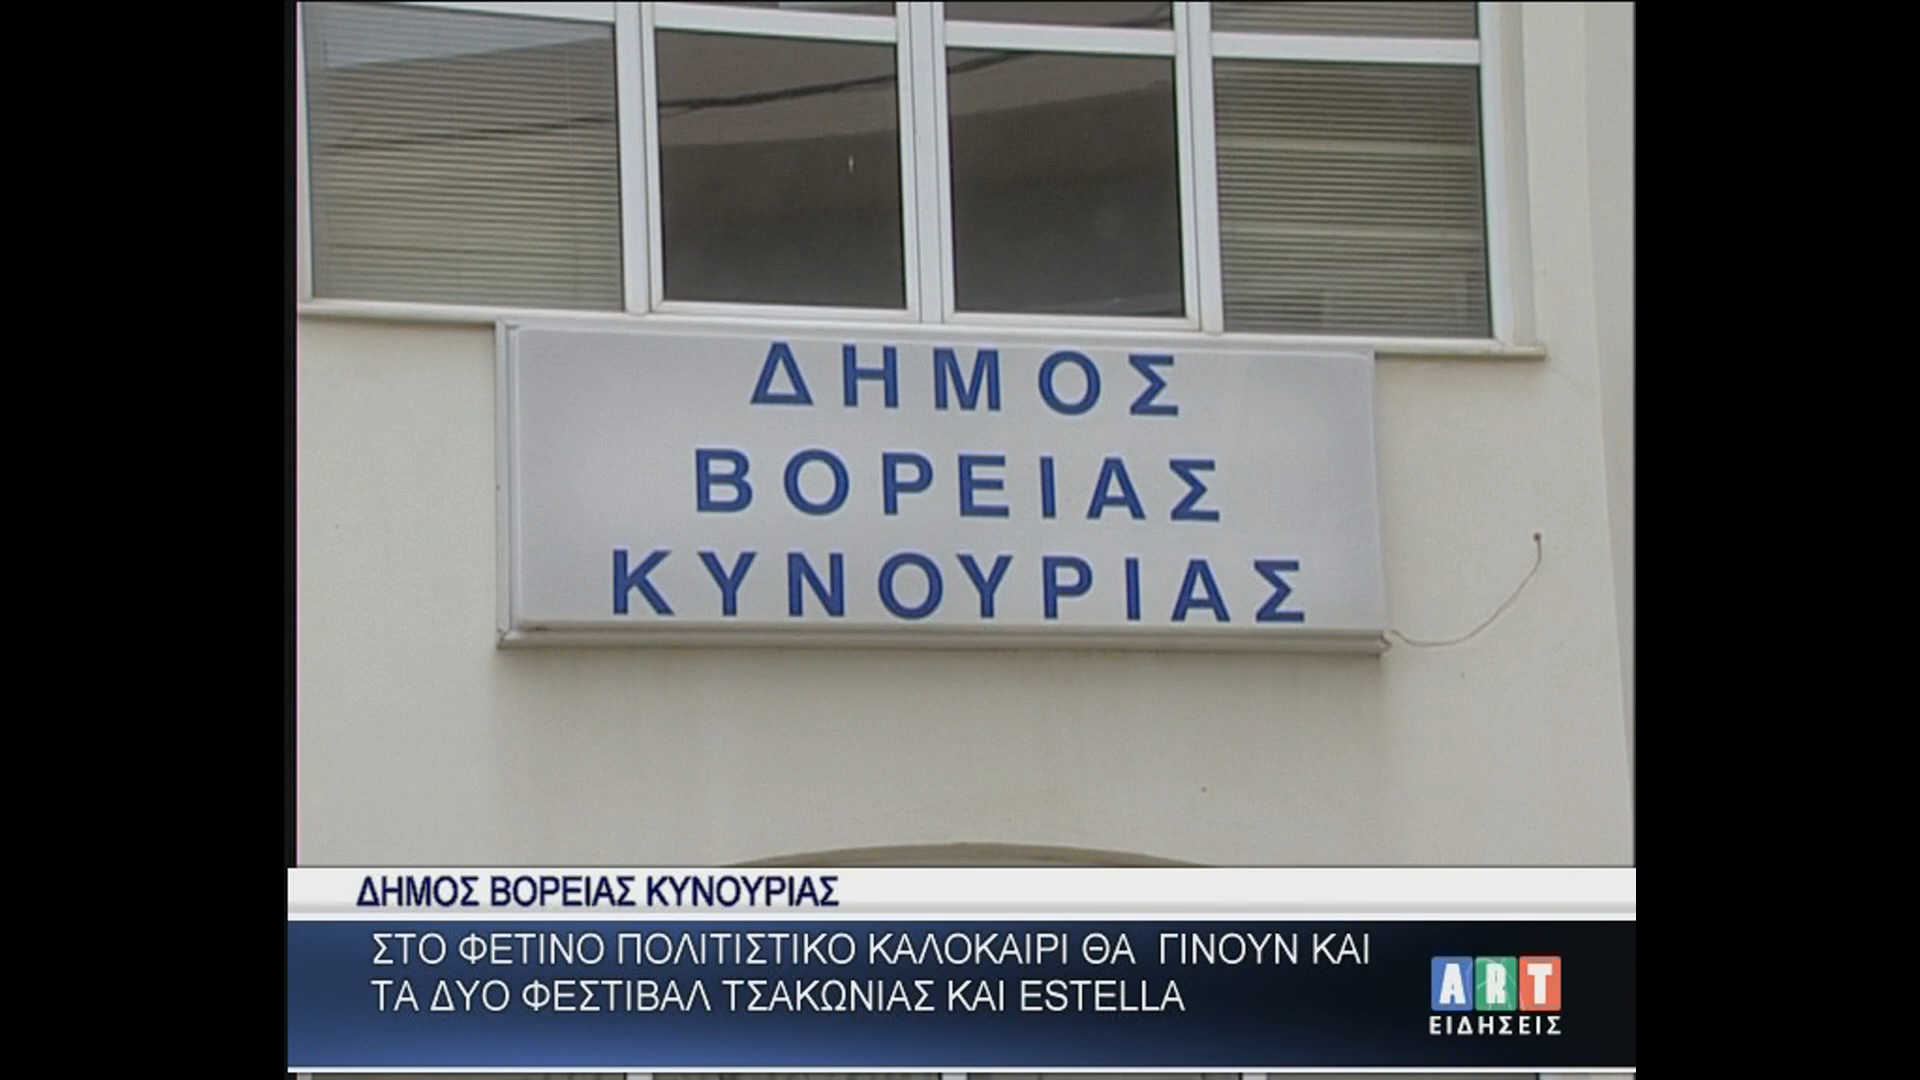 ΔΗΜΟΣ
ΒΟΡΕΙΑΣ
ΚΥΝΟΥΡΙΑΣ
ΔΗΜΟΣ ΒΟΡΕΙΑΣ ΚΥΝΟΥΡΙΑΣ
ΣΤΟ ΦΕΤΙΝΟ ΠΟΛΙΤΙΣΤΙΚΟ ΚΑΛΟΚΑΙΡΙ ΘΑ ΓΙΝΟΥΝ ΚΑΙ
ΤΑ ΔΥΟ ΦΕΣΤΙΒΑΛ ΤΣΑΚΩΝΙΑΣ ΚΑΙ ESTELLA
ART
ΕΙΔΗΣΕΙΣ